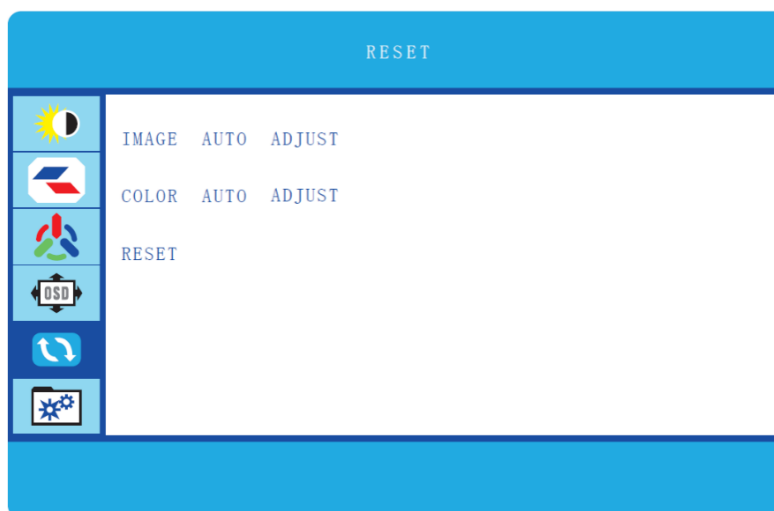 RESET
IMAGE AUTO ADJUST
COLOR AUTO ADJUST
RESET
OSD